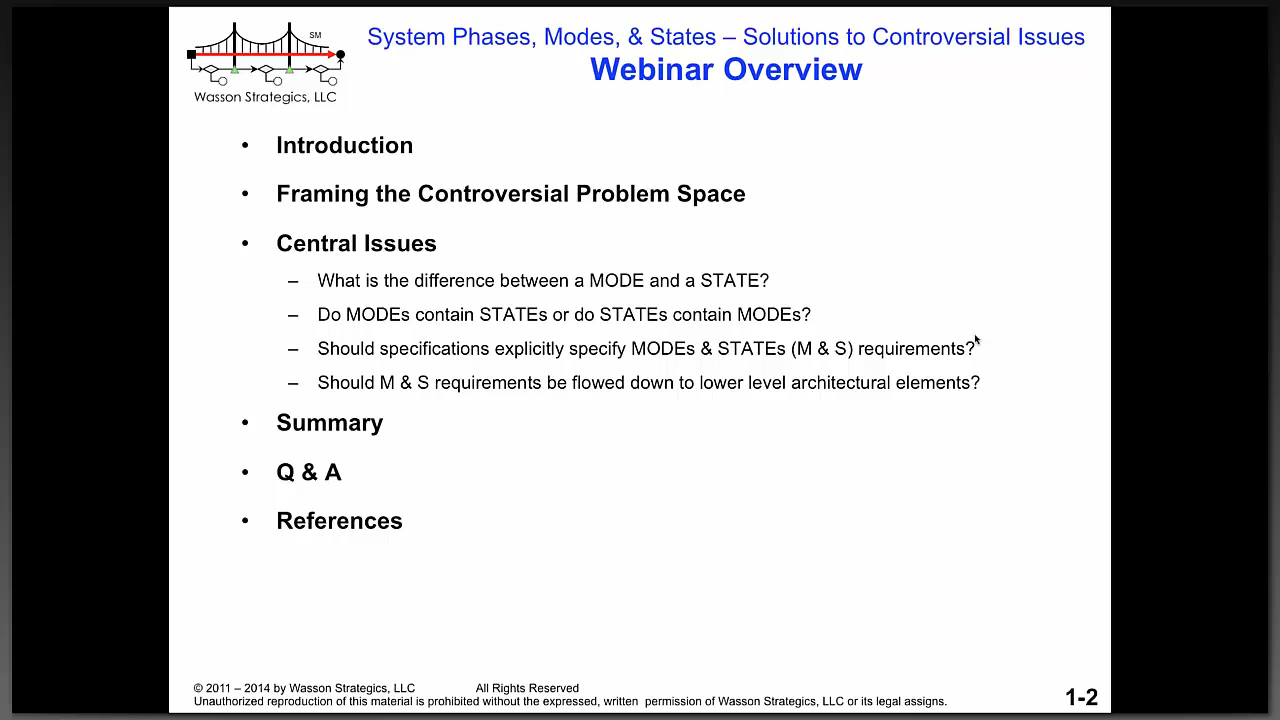 SM
Wasson Strategics, LLC
System Phases, Modes, & States – Solutions to Controversial Issues
Webinar Overview
• Introduction
• Framing the Controversial Problem Space
• Central Issues
– What is the difference between a MODE and a STATE?
– Do MODEs contain STATEs or do STATEs contain MODEs?
– Should specifications explicitly specify MODEs & STATEs (M & S) requirements?
– Should M & S requirements be flowed down to lower level architectural elements?
• Summary
• Q & A
• References
© 2011 – 2014 by Wasson Strategics, LLC All Rights Reserved
Unauthorized reproduction of this material is prohibited without the expressed, written permission of Wasson Strategics, LLC or its legal assigns.
1-2